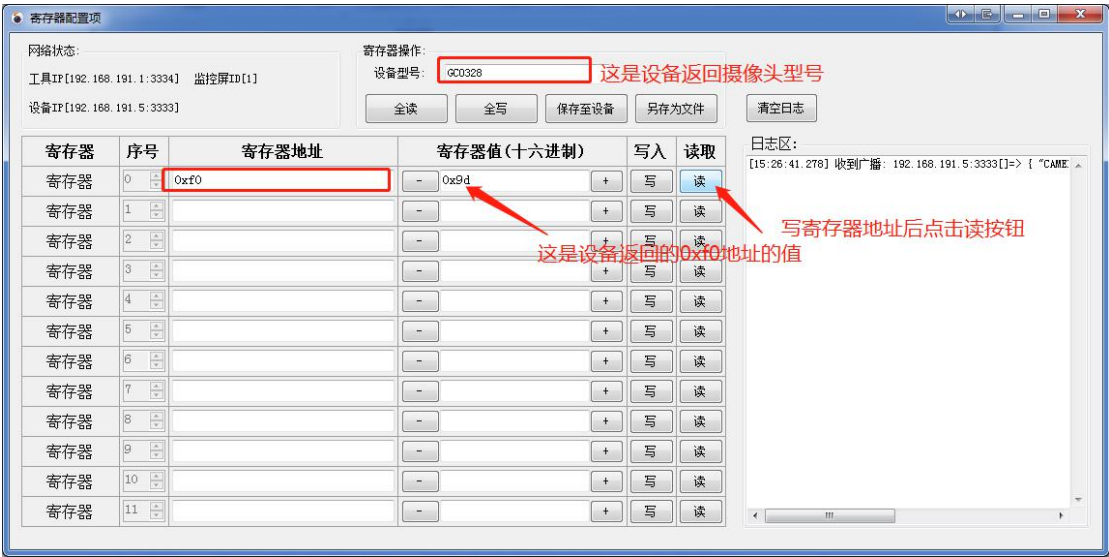 寄存器配置项
网络状态:
工具IP[192.168.191.1:3334] 监控屏ID[1]
设备IP[192.168.191.5:3333]
寄存器操作:
设备型号: GC0328
这是设备返回摄像头型号
全读 全写 保存至设备 另存为文件 清空日志
寄存器 序号 寄存器地址 寄存器值(十六进制) 写入 读取
寄存器 0 0xf0 - 0x9d + 写 读
寄存器 1 - + 写 读
寄存器 2 - + 写 读
寄存器 3 - + 写 读
寄存器 4 - + 写 读
寄存器 5 - + 写 读
寄存器 6 - + 写 读
寄存器 7 - + 写 读
寄存器 8 - + 写 读
寄存器 9 - + 写 读
寄存器 10 - + 写 读
寄存器 11 - + 写 读
这是设备返回的0xf0地址的值
写寄存器地址后点击读按钮
日志区:
[15:26:41.278] 收到广播: 192.168.191.5:3333[]=> { "CAME